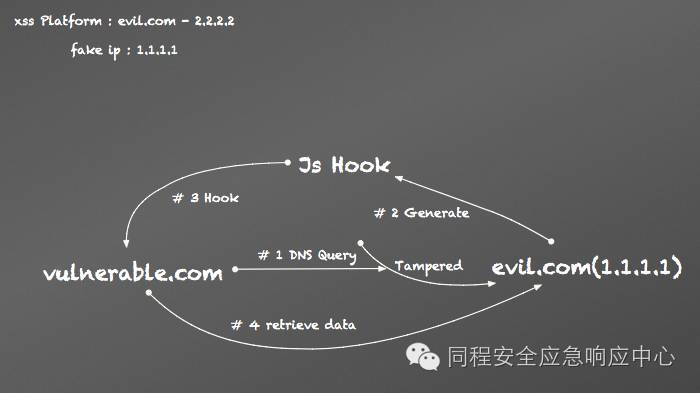 xss Platform : evil.com - 2.2.2.2
fake ip : 1.1.1.1
Js Hook
# 3 Hook
# 2 Generate
# 1 DNS Query
Tampered
vulnerable.com
evil.com(1.1.1.1)
# 4 retrieve data
同程安全应急响应中心